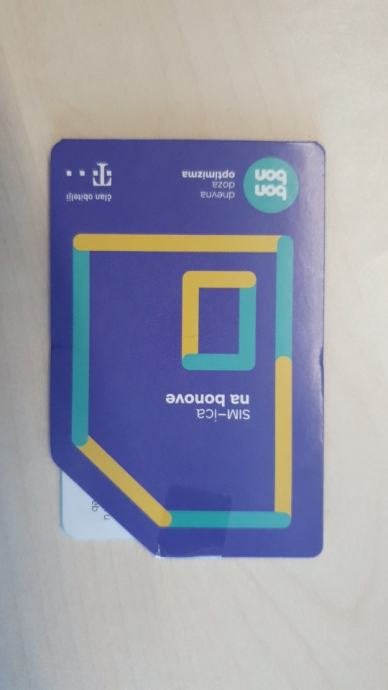 SIM-ica
na bonove
bon
bon
dnevna
doza
optimizma
član obitelji
T